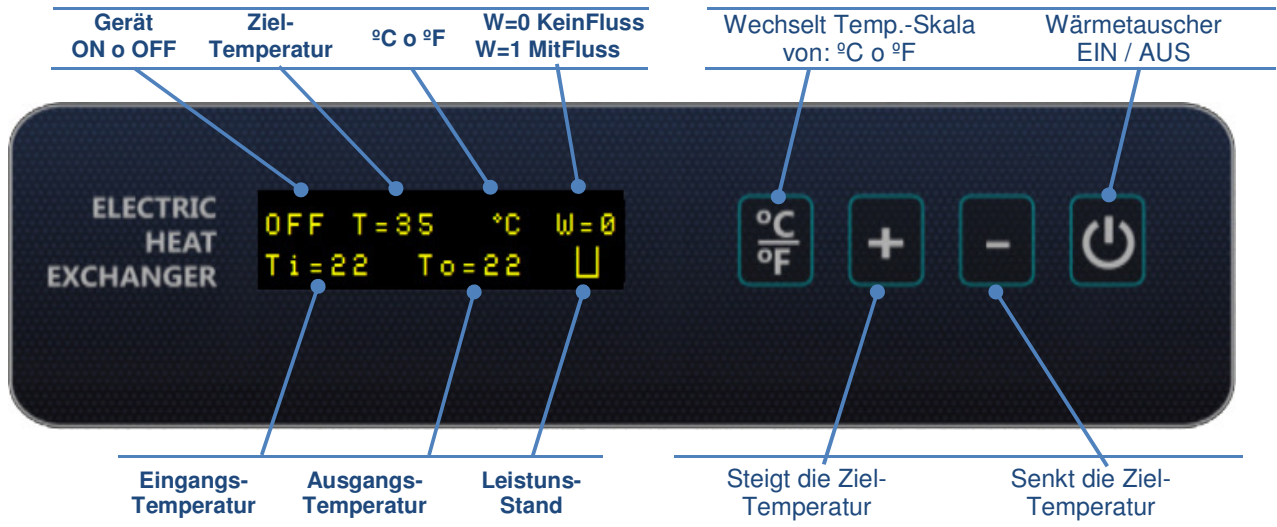 Gerät
ON o OFF
Ziel-
Temperatur
ºC o ºF
W=0 KeinFluss
W=1 MitFluss
Wechselt Temp.-Skala
von: ºC o ºF
Wärmetauscher
EIN / AUS
ELECTRIC
HEAT
EXCHANGER
OFF T=35 °C W=0
Ti=22 To=22
ºC
ºF
+
-
Eingangs-
Temperatur
Ausgangs-
Temperatur
Leistuns-
Stand
Steigt die Ziel-
Temperatur
Senkt die Ziel-
Temperatur